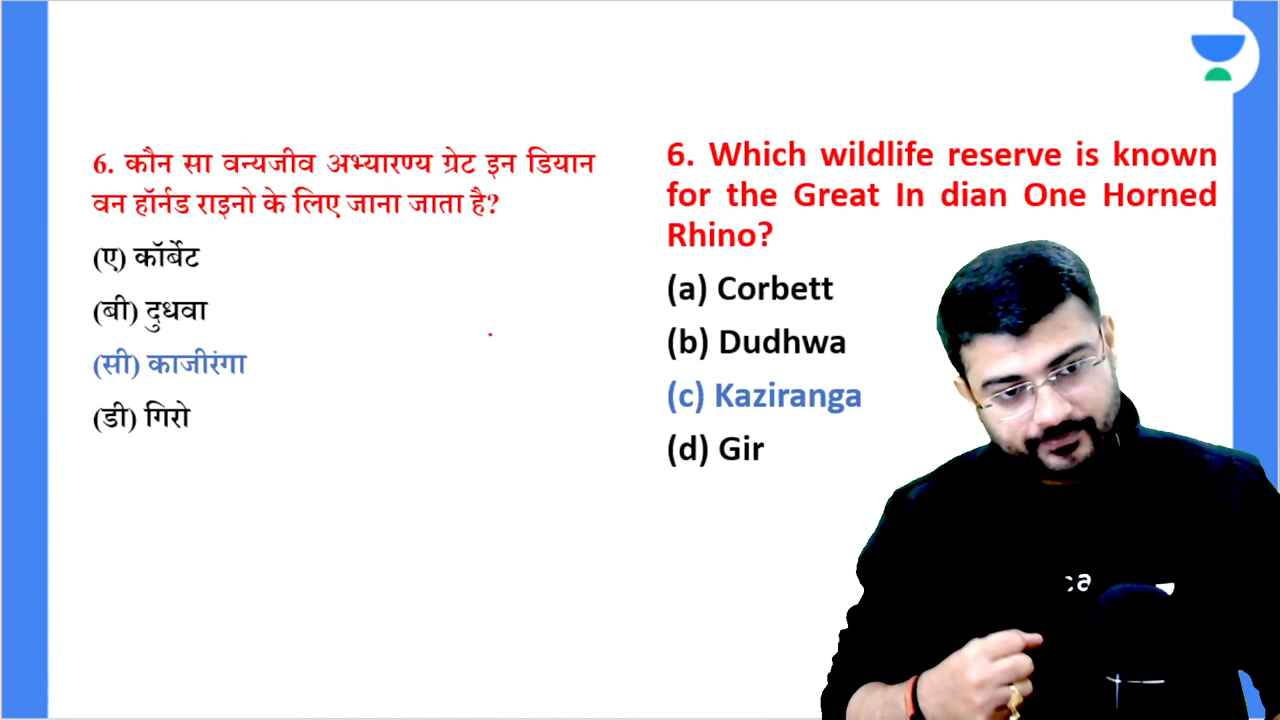 6. कौन सा वन्यजीव अभ्यारण्य ग्रेट इन डियान
वन हॉर्नड राइनो के लिए जाना जाता है?
(ए) कॉर्बेट
(बी) दुधवा
(सी) काजीरंगा
(डी) गिरो
6. Which wildlife reserve is known
for the Great In dian One Horned
Rhino?
(a) Corbett
(b) Dudhwa
(c) Kaziranga
(d) Gir